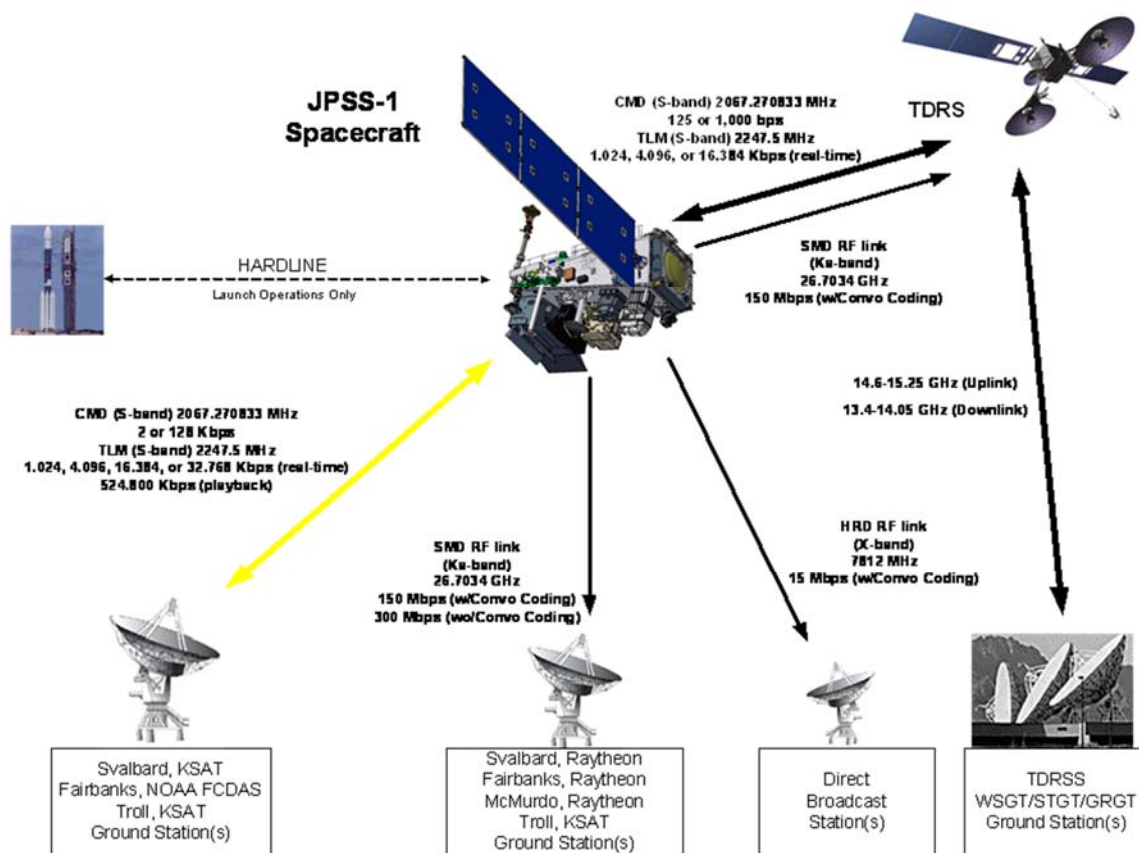 JPSS-1
Spacecraft
TDRS
CMD (S-band) 2067.270833 MHz
125 or 1,000 bps
TLM (S-band) 2247.5 MHz
1.024, 4.096, or 16.384 Kbps (real-time)
SMD RF link
(Ka-band)
26.7034 GHz
150 Mbps (w/Convo Coding)
HARDLINE
Launch Operations Only
14.6-15.25 GHz (Uplink)
13.4-14.05 GHz (Downlink)
CMD (S-band) 2067.270833 MHz
2 or 128 Kbps
TLM (S-band) 2247.5 MHz
1.024, 4.096, 16.384, or 32.768 Kbps (real-time)
524.800 Kbps (playback)
SMD RF link
(Ka-band)
26.7034 GHz
150 Mbps (w/Convo Coding)
300 Mbps (wo/Convo Coding)
HRD RF link
(X-band)
7812 MHz
15 Mbps (w/Convo Coding)
Svalbard, KSAT
Fairbanks, NOAA FCDAS
Troll, KSAT
Ground Station(s)
Svalbard, Raytheon
Fairbanks, Raytheon
McMurdo, Raytheon
Troll, KSAT
Ground Station(s)
Direct
Broadcast
Station(s)
TDRSS
WSGT/STGT/GRGT
Ground Station(s)